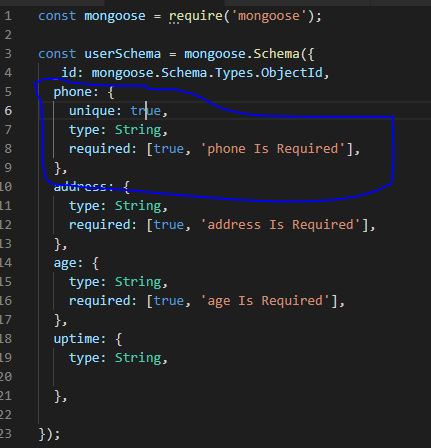 1 const mongoose = require('mongoose');
2
3 const userSchema = mongoose.Schema({
4 _id: mongoose.Schema.Types.ObjectId,
5 phone: {
6 unique: true,
7 type: String,
8 required: [true, 'phone Is Required'],
9 },
10 address: {
11 type: String,
12 required: [true, 'address Is Required'],
13 },
14 age: {
15 type: String,
16 required: [true, 'age Is Required'],
17 },
18 uptime: {
19 type: String,
20
21 },
22
23 });